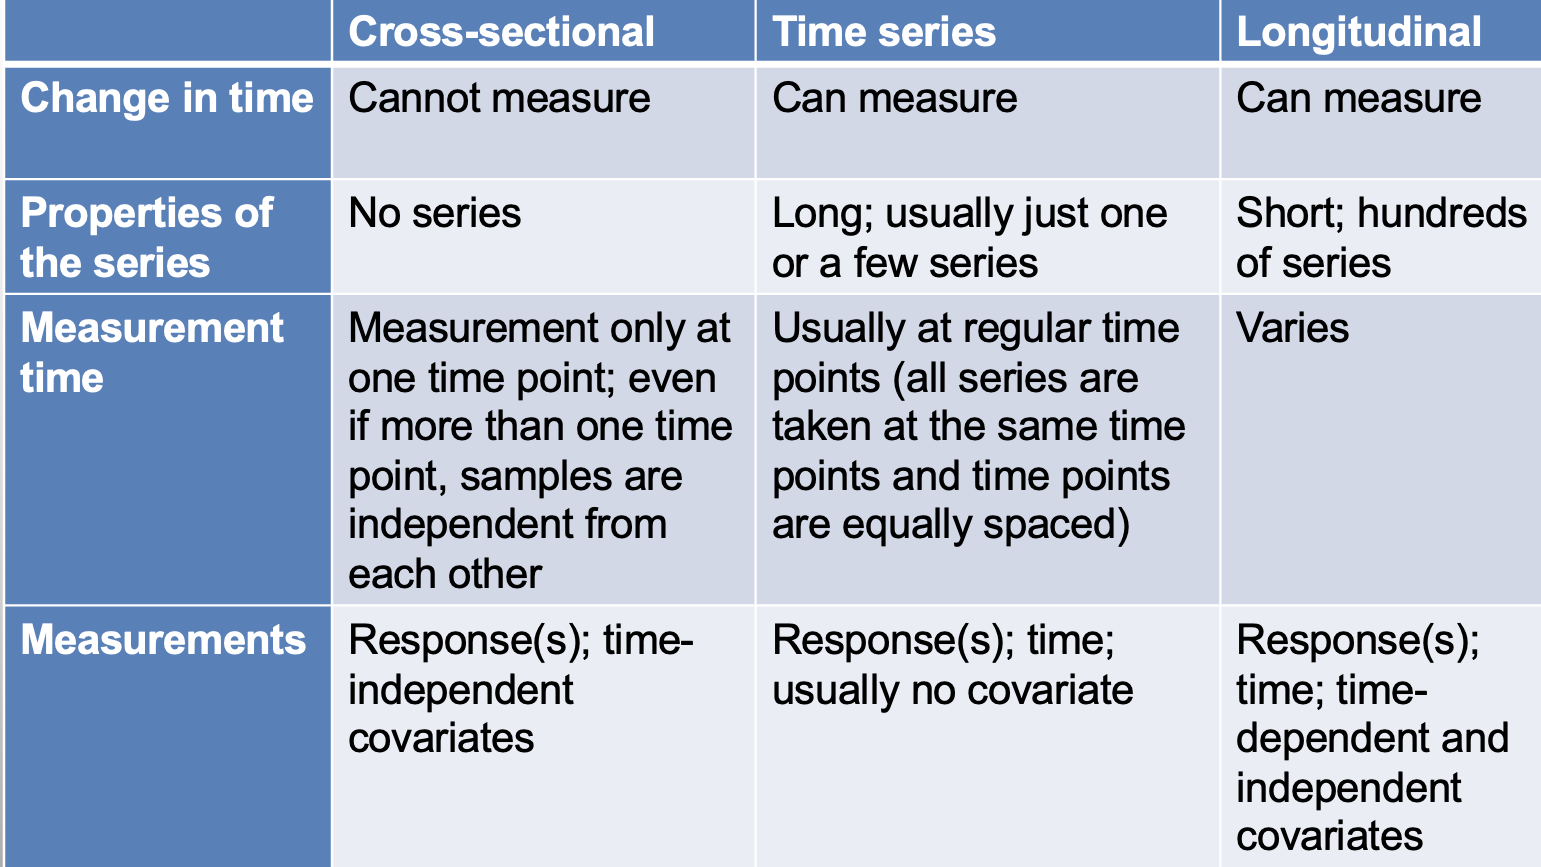 Cross-sectional
Time series
Longitudinal
Change in time
Cannot measure
Can measure
Can measure
Properties of
the series
No series
Long; usually just one
or a few series
Short; hundreds
of series
Measurement
time
Measurement only at
one time point; even
if more than one time
point, samples are
independent from
each other
Usually at regular time
points (all series are
taken at the same time
points and time points
are equally spaced)
Varies
Measurements
Response(s); time-
independent
covariates
Response(s); time;
usually no covariate
Response(s);
time; time-
dependent and
independent
covariates